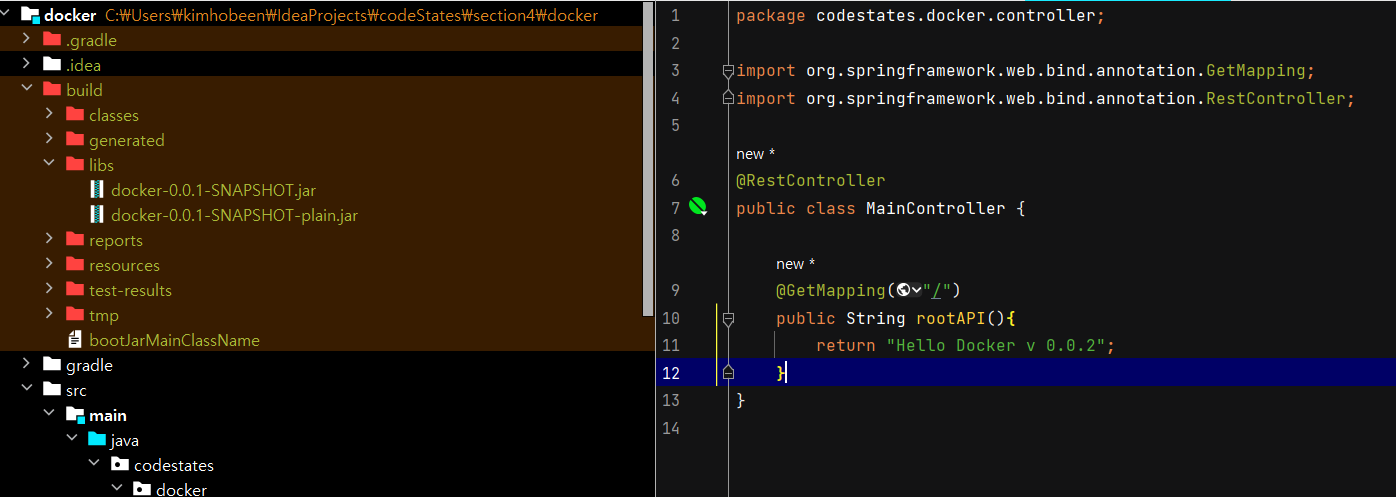 docker C:₩Users₩kimhobeen₩IdeaProjects₩codeStates₩section4₩docker
.gradle
.idea
build
classes
generated
libs
docker-0.0.1-SNAPSHOT.jar
docker-0.0.1-SNAPSHOT-plain.jar
reports
resources
test-results
tmp
bootJarMainClassName
gradle
src
main
java
codestates
docker
1 package codestates.docker.controller;
2
3 import org.springframework.web.bind.annotation.GetMapping;
4 import org.springframework.web.bind.annotation.RestController;
5
new *
6 @RestController
7 public class MainController {
8
new *
9 @GetMapping("/")
10 public String rootAPI(){
11 return "Hello Docker v 0.0.2";
12 }
13 }
14